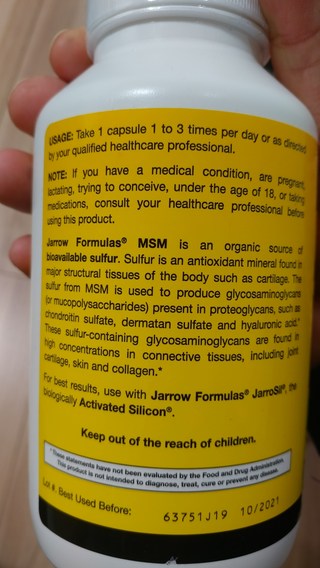 USAGE: Take 1 capsule 1 to 3 times per day or as directed
by your qualified healthcare professional.
NOTE: If you have a medical condition, are pregnant,
lactating, trying to conceive, under the age of 18, or taking
medications, consult your healthcare professional before
using this product.
Jarrow Formulas® MSM is an organic source of
bioavailable sulfur. Sulfur is an antioxidant mineral found in
major structural tissues of the body such as cartilage. The
sulfur from MSM is used to produce glycosaminoglycans
(or mucopolysaccharides) present in proteoglycans, such as
chondroitin sulfate, dermatan sulfate and hyaluronic acid.*
These sulfur-containing glycosaminoglycans are found in
high concentrations in connective tissues, including joint
cartilage, skin and collagen.*
For best results, use with Jarrow Formulas® JarroSil®, the
biologically Activated Silicon®.
Keep out of the reach of children.
* These statements have not been evaluated by the Food and Drug Administration.
This product is not intended to diagnose, treat, cure or prevent any disease.
Lot #, Best Used Before: 63751J19 10/2021